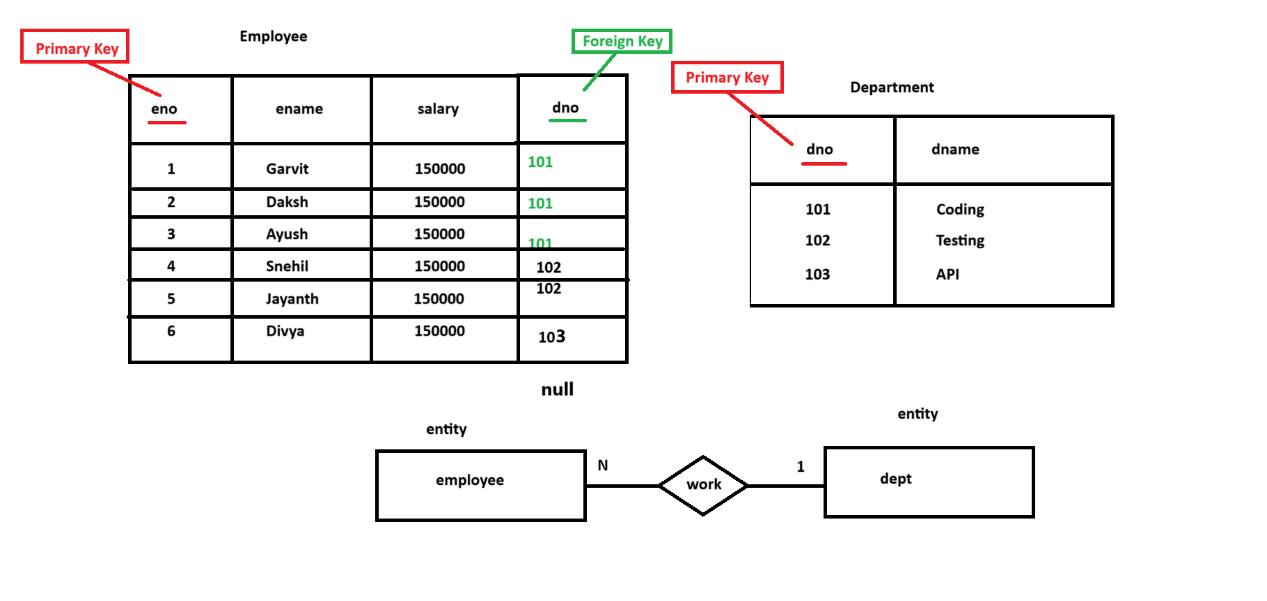 Employee
Primary Key
Foreign Key
eno ename salary dno
1 Garvit 150000 101
2 Daksh 150000 101
3 Ayush 150000 101
4 Snehil 150000 102
5 Jayanth 150000 102
6 Divya 150000 103
null
Primary Key
Department
dno dname
101 Coding
102 Testing
103 API
entity
entity
employee
N
work
1
dept